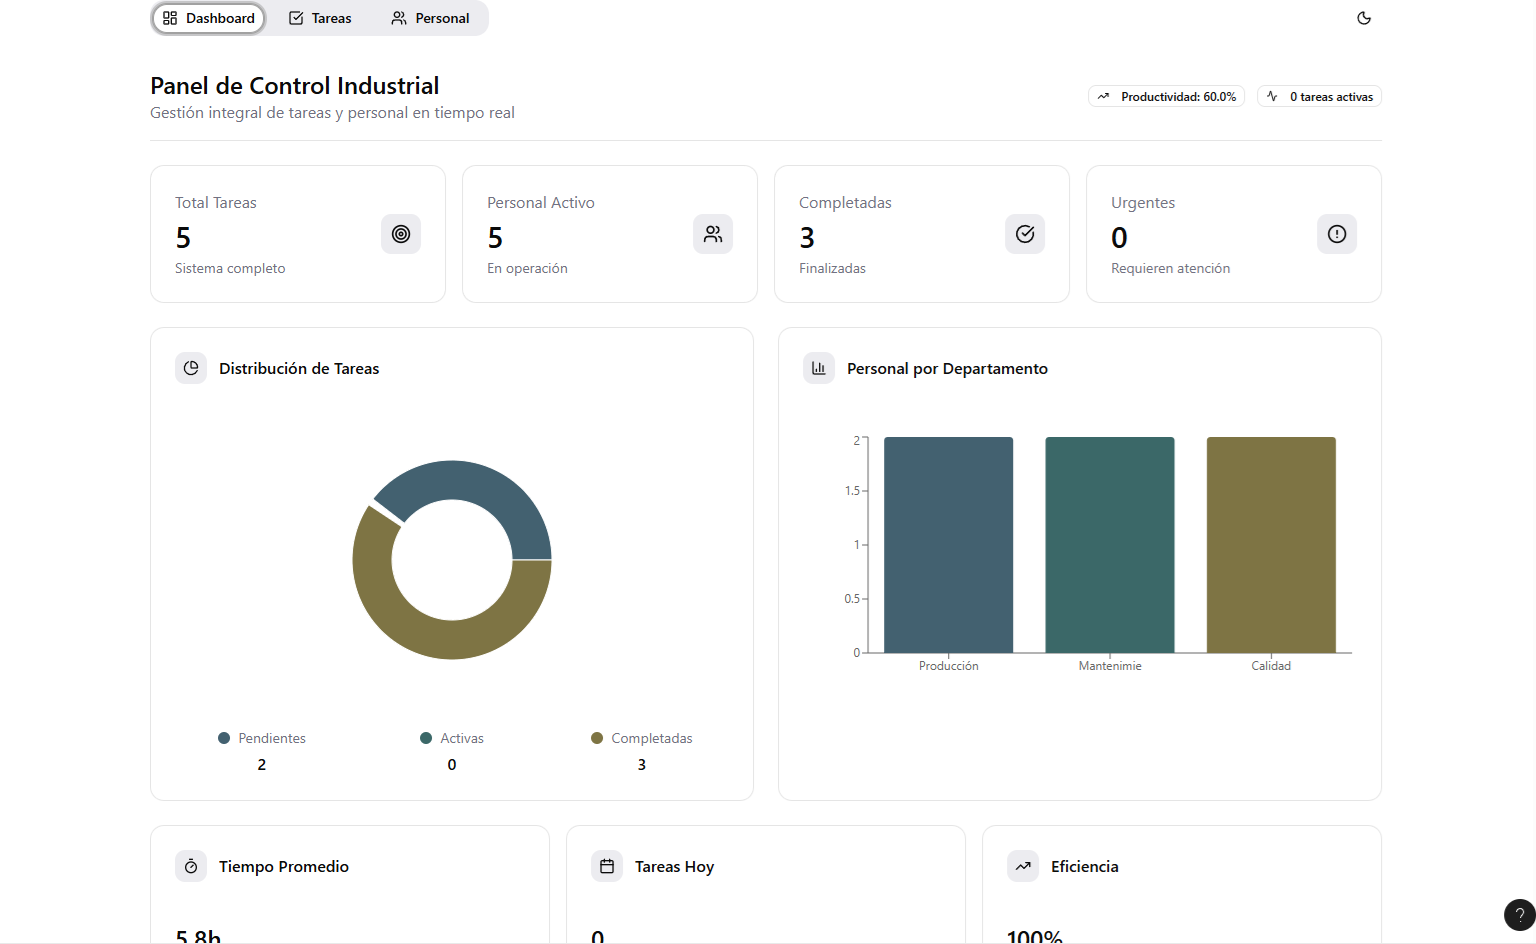 Dashboard Tareas Personal
Panel de Control Industrial
Gestión integral de tareas y personal en tiempo real
Productividad: 60.0% 0 tareas activas
Total Tareas
5
Sistema completo
Personal Activo
5
En operación
Completadas
3
Finalizadas
Urgentes
0
Requieren atención
Distribución de Tareas
Pendientes
2
Activas
0
Completadas
3
Personal por Departamento
2
1.5
1
0.5
0
Producción Mantenimie Calidad
Tiempo Promedio
5.8h
Tareas Hoy
0
Eficiencia
100%
?